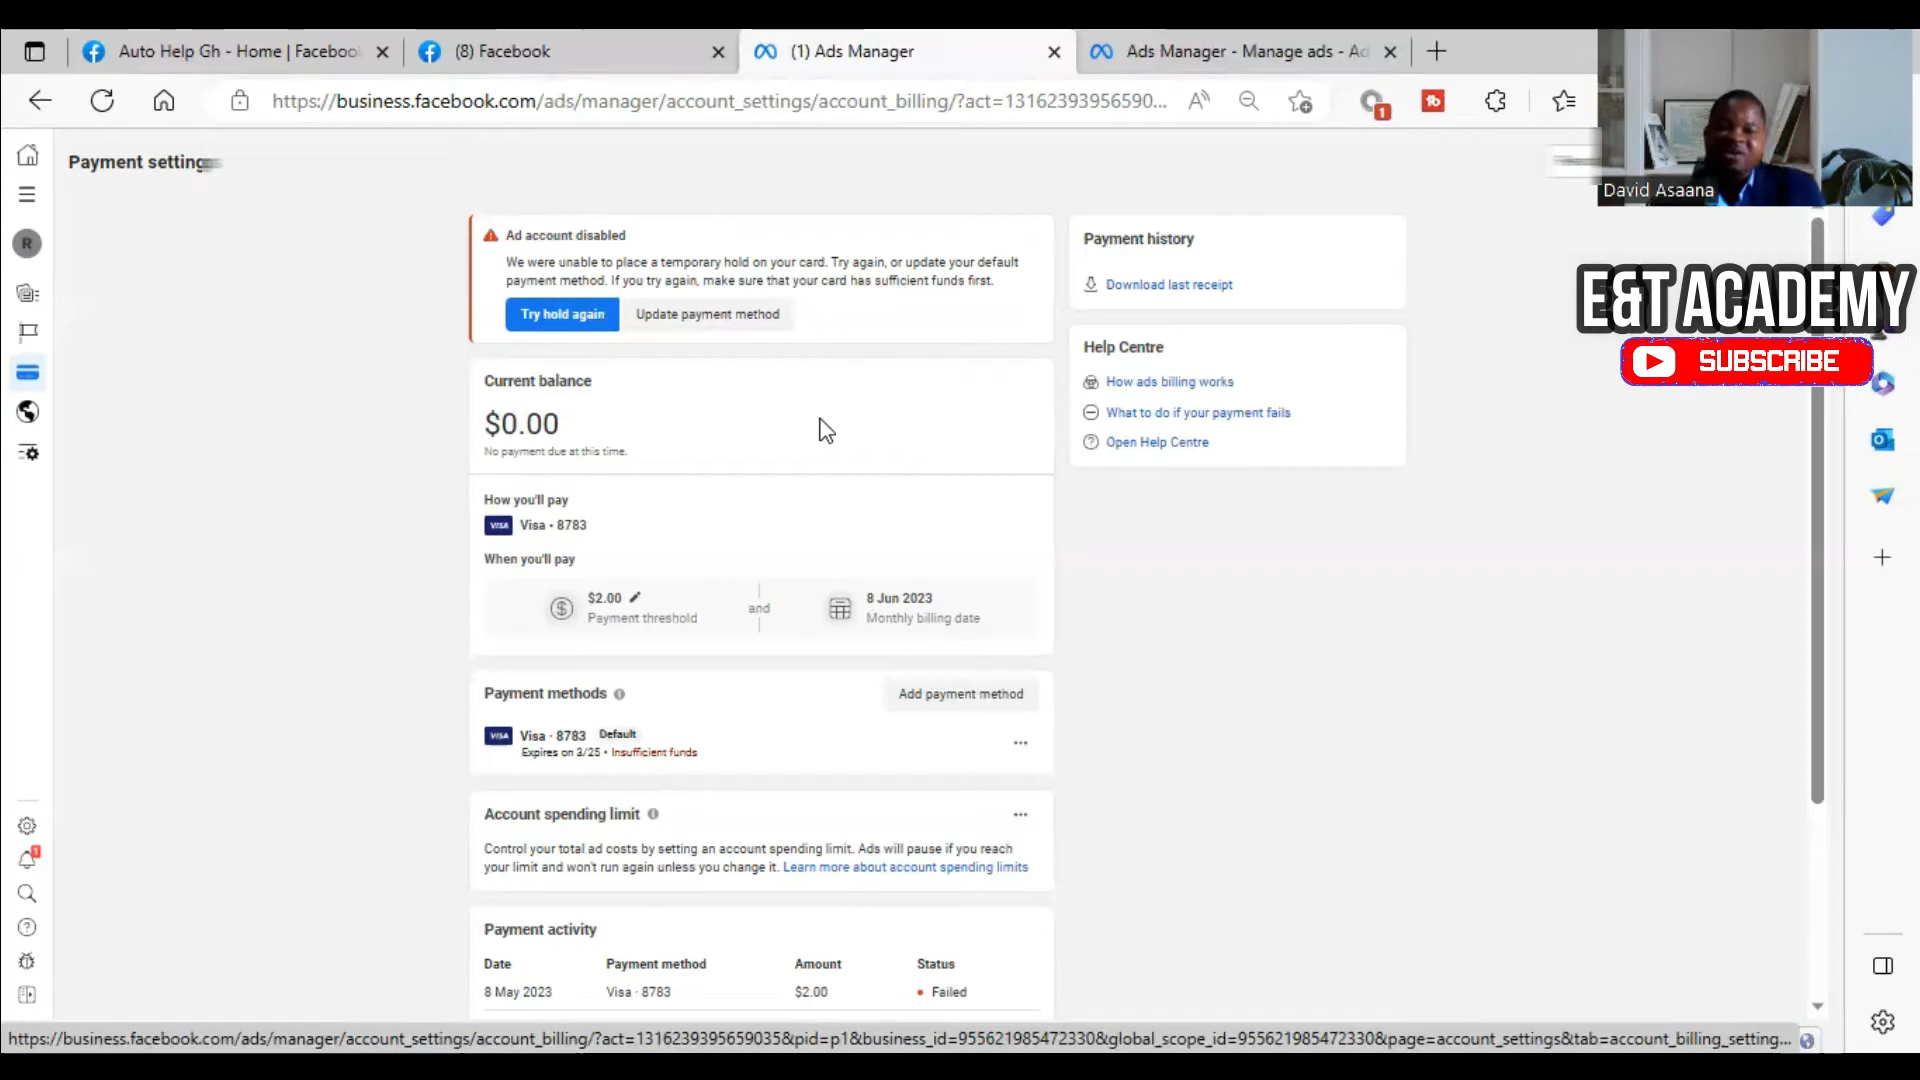 Auto Help Gh - Home | Faceboo
(8) Facebook
(1) Ads Manager
Ads Manager - Manage ads - Ad
https://business.facebook.com/ads/manager/account_settings/account_billing/?act=13162393956590...
1
David Asaana
Payment settings
R
Ad account disabled
We were unable to place a temporary hold on your card. Try again, or update your default
payment method. If you try again, make sure that your card has sufficient funds first.
Try hold again
Update payment method
Payment history
Download last receipt
Help Centre
How ads billing works
What to do if your payment fails
Open Help Centre
E&T ACADEMY
SUBSCRIBE
Current balance
$0.00
No payment due at this time.
How you'll pay
VISA Visa • 8783
When you'll pay
$2.00
Payment threshold
and
8 Jun 2023
Monthly billing date
Payment methods
Add payment method
VISA Visa · 8783 Default
Expires on 3/25 • Insufficient funds
Account spending limit
Control your total ad costs by setting an account spending limit. Ads will pause if you reach
your limit and won't run again unless you change it. Learn more about account spending limits
Payment activity
Date Payment method Amount Status
8 May 2023 Visa · 8783 $2.00 Failed
https://business.facebook.com/ads/manager/account_settings/account_billing/?act=1316239395659035&pid=p1&business_id=955621985472330&global_scope_id=955621985472330&page=account_settings&tab=account_billing_setting...